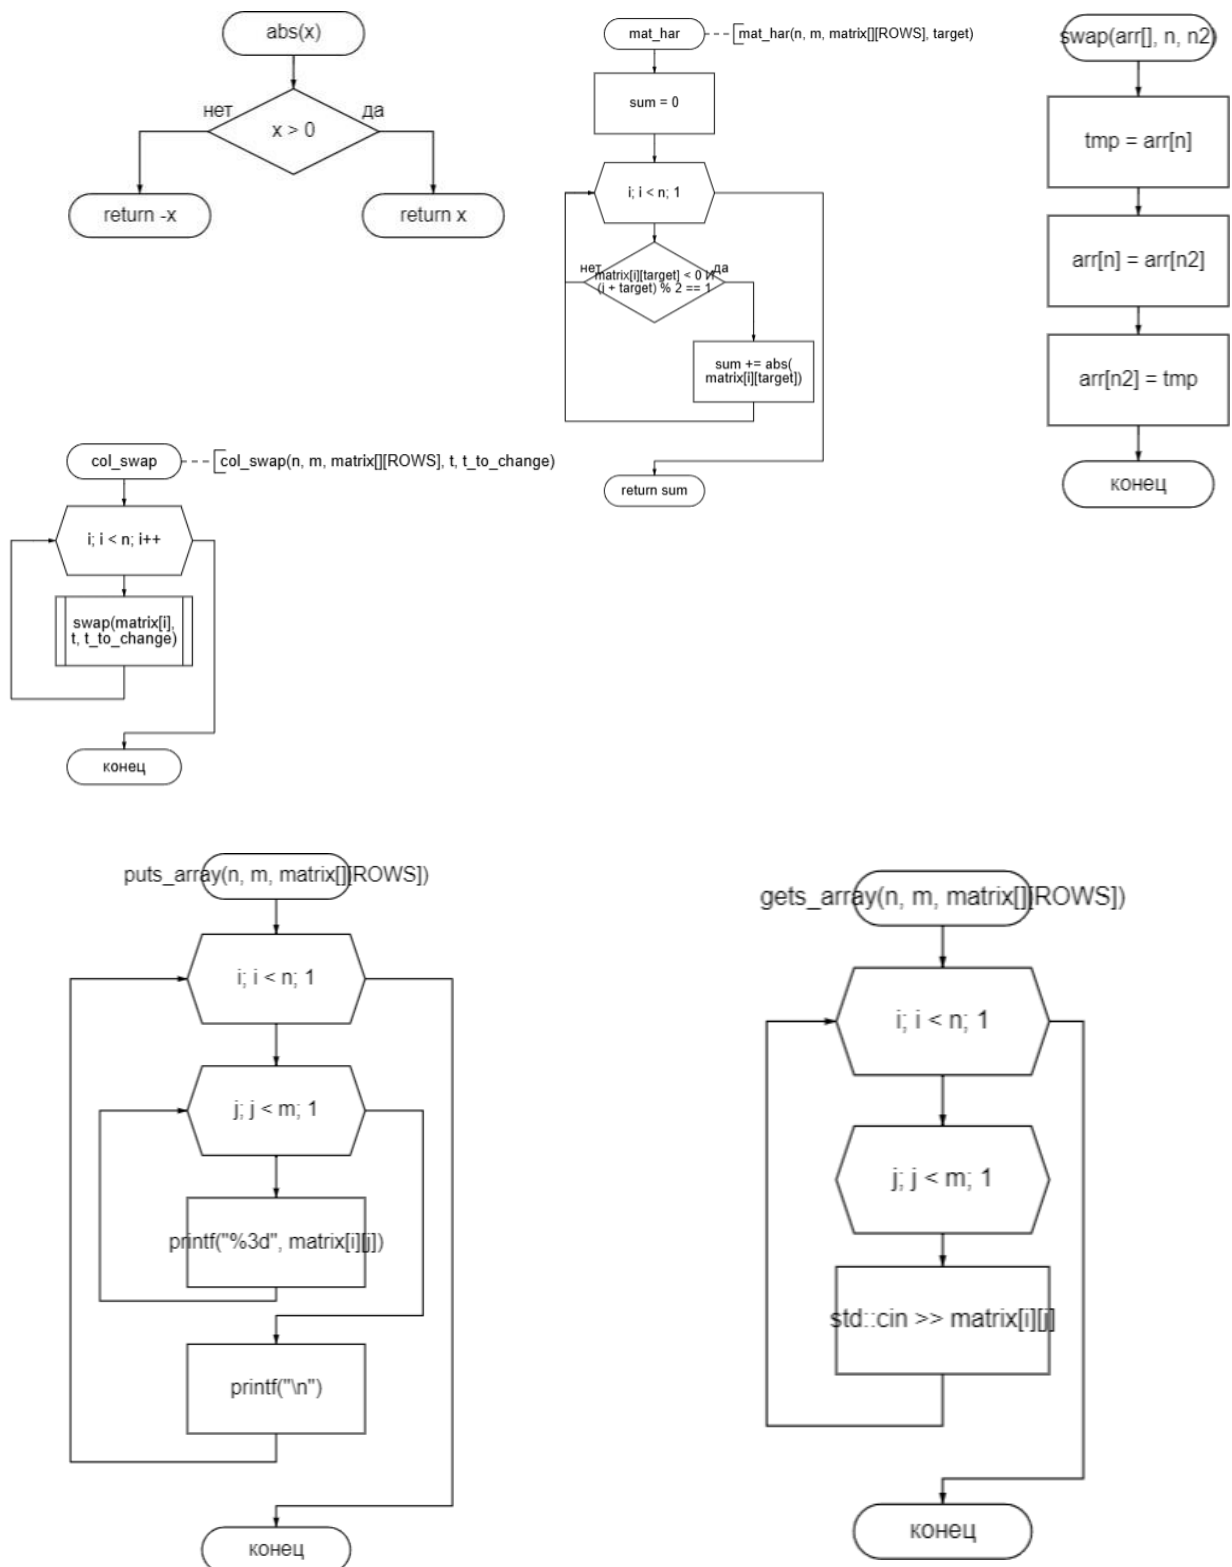 abs(x)
нет
да
x > 0
return -x
return x
mat_har
mat_har(n, m, matrix[][ROWS], target)
sum = 0
i; i < n; 1
нет
да
matrix[i][target] < 0 И
(i + target) % 2 == 1
sum += abs(
matrix[i][target])
return sum
swap(arr[], n, n2)
tmp = arr[n]
arr[n] = arr[n2]
arr[n2] = tmp
конец
col_swap
col_swap(n, m, matrix[][ROWS], t, t_to_change)
i; i < n; i++
swap(matrix[i],
t, t_to_change)
конец
puts_array(n, m, matrix[][ROWS])
i; i < n; 1
j; j < m; 1
printf("%3d", matrix[i][j])
printf("\n")
конец
gets_array(n, m, matrix[][ROWS])
i; i < n; 1
j; j < m; 1
std::cin >> matrix[i][j]
конец